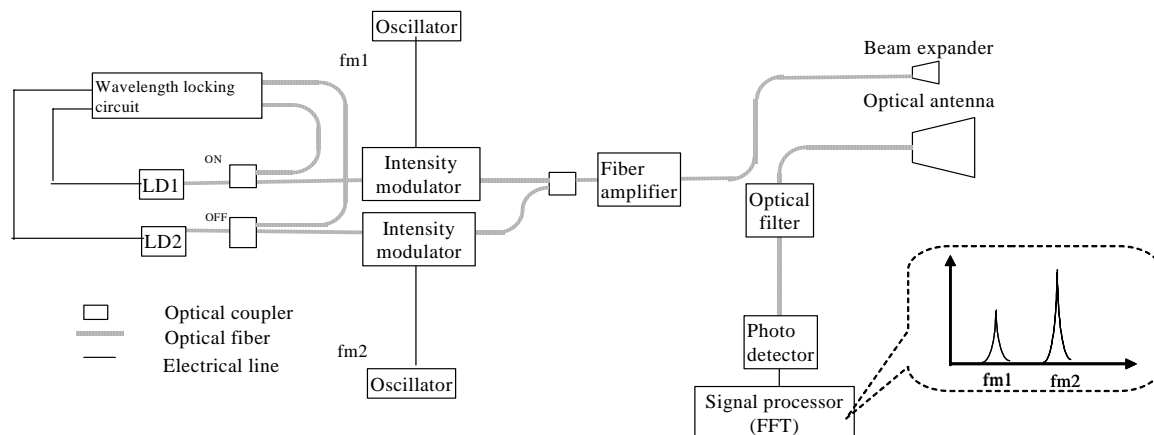 Oscillator
fm1
Beam expander
Wavelength locking
circuit
Optical antenna
ON
LD1
Intensity
modulator
Fiber
amplifier
Optical
filter
OFF
LD2
Intensity
modulator
Optical coupler
Optical fiber
Electrical line
fm2
Oscillator
Photo
detector
Signal processor
(FFT)
fm1
fm2